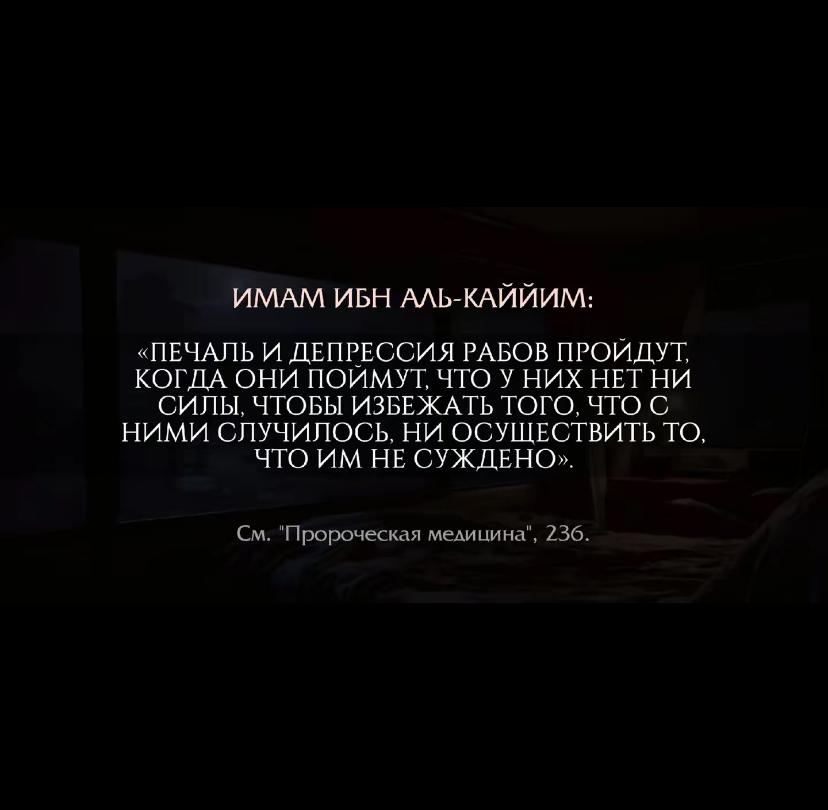 ИМАМ ИБН АЛЬ-КАЙЙИМ:
«ПЕЧАЛЬ И ДЕПРЕССИЯ РАБОВ ПРОЙДУТ,
КОГДА ОНИ ПОЙМУТ, ЧТО У НИХ НЕТ НИ
СИЛЫ, ЧТОБЫ ИЗБЕЖАТЬ ТОГО, ЧТО С
НИМИ СЛУЧИЛОСЬ, НИ ОСУЩЕСТВИТЬ ТО,
ЧТО ИМ НЕ СУЖДЕНО».
См. "Пророческая медицина", 236.